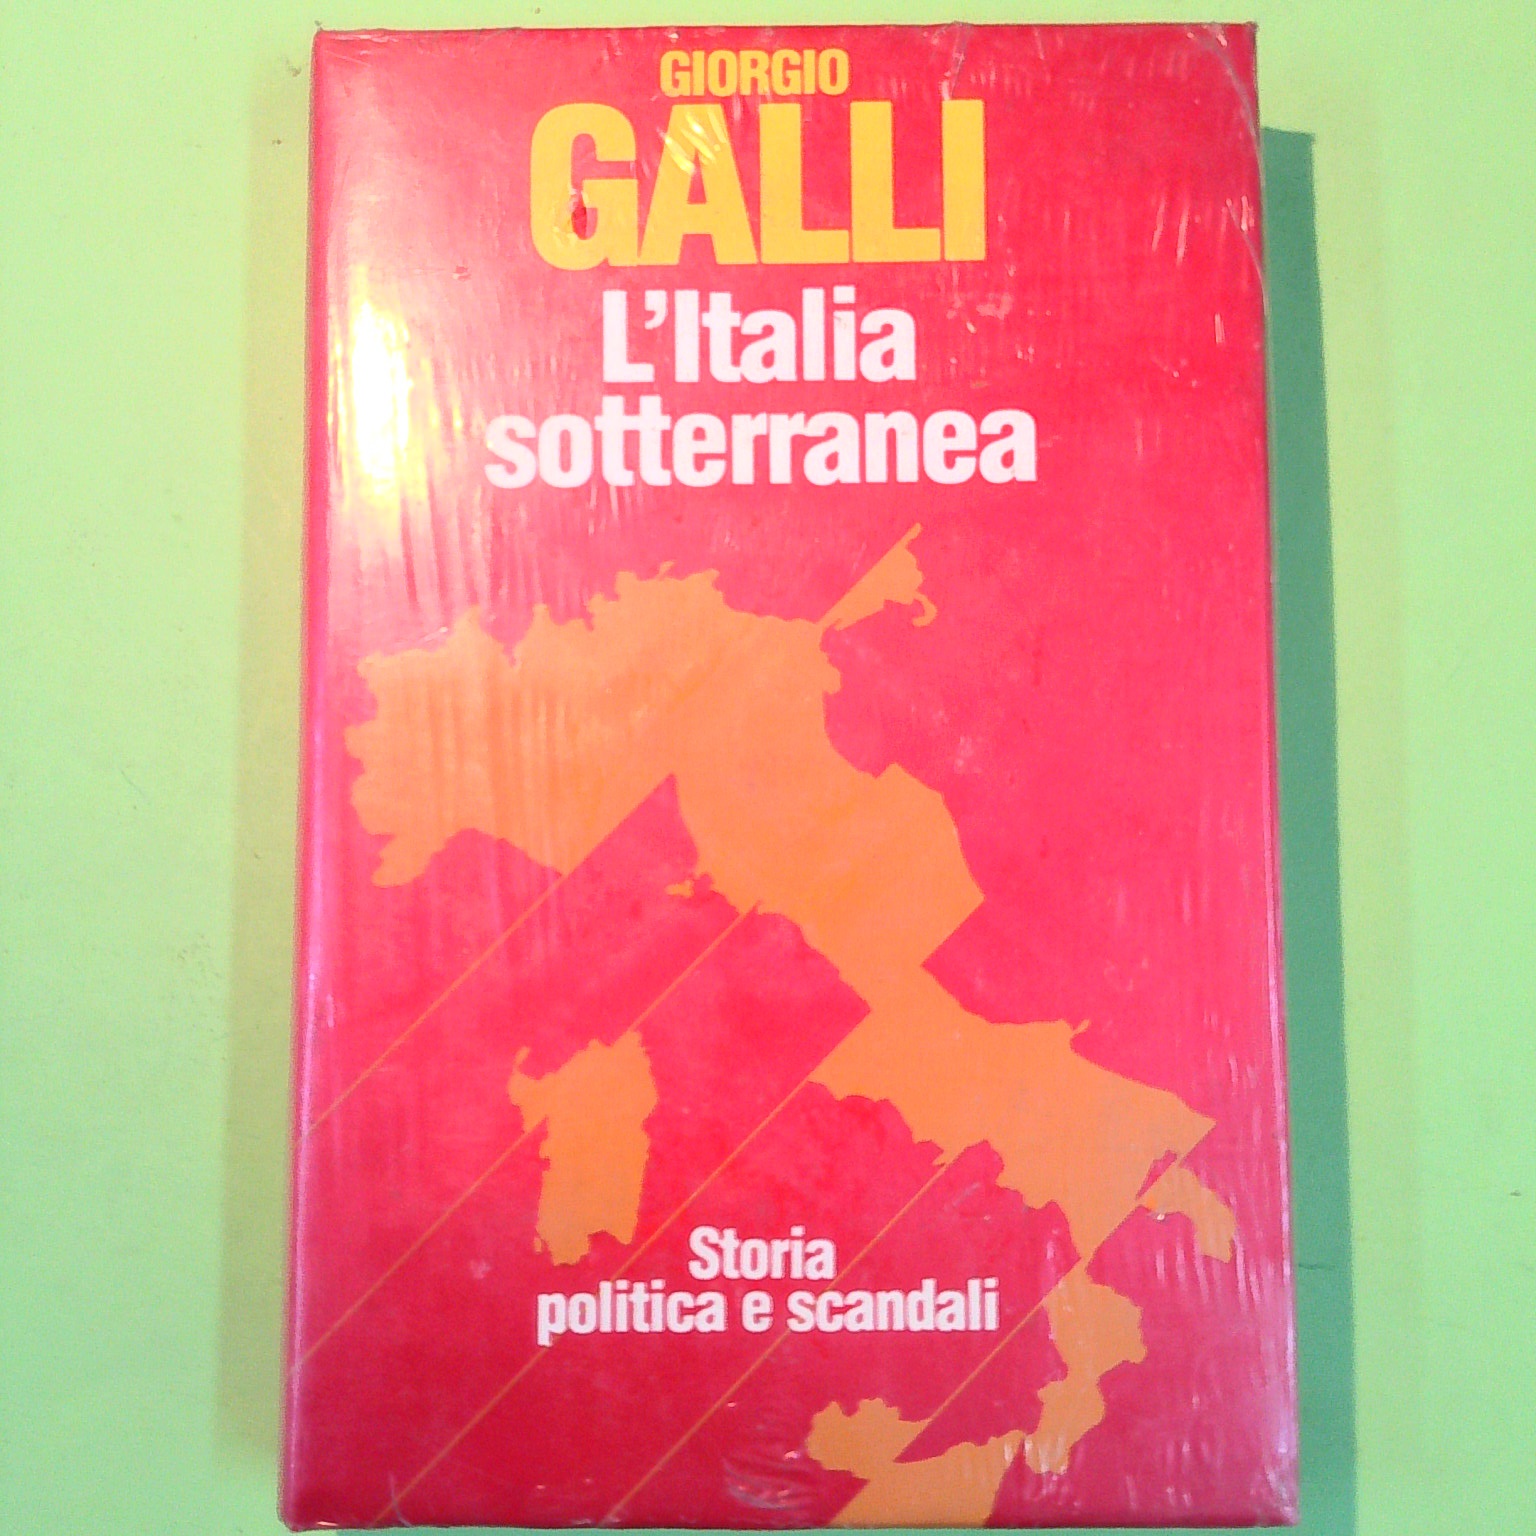 GIORGIO
GALLI
L'Italia
sotterranea
Storia
politica e scandali